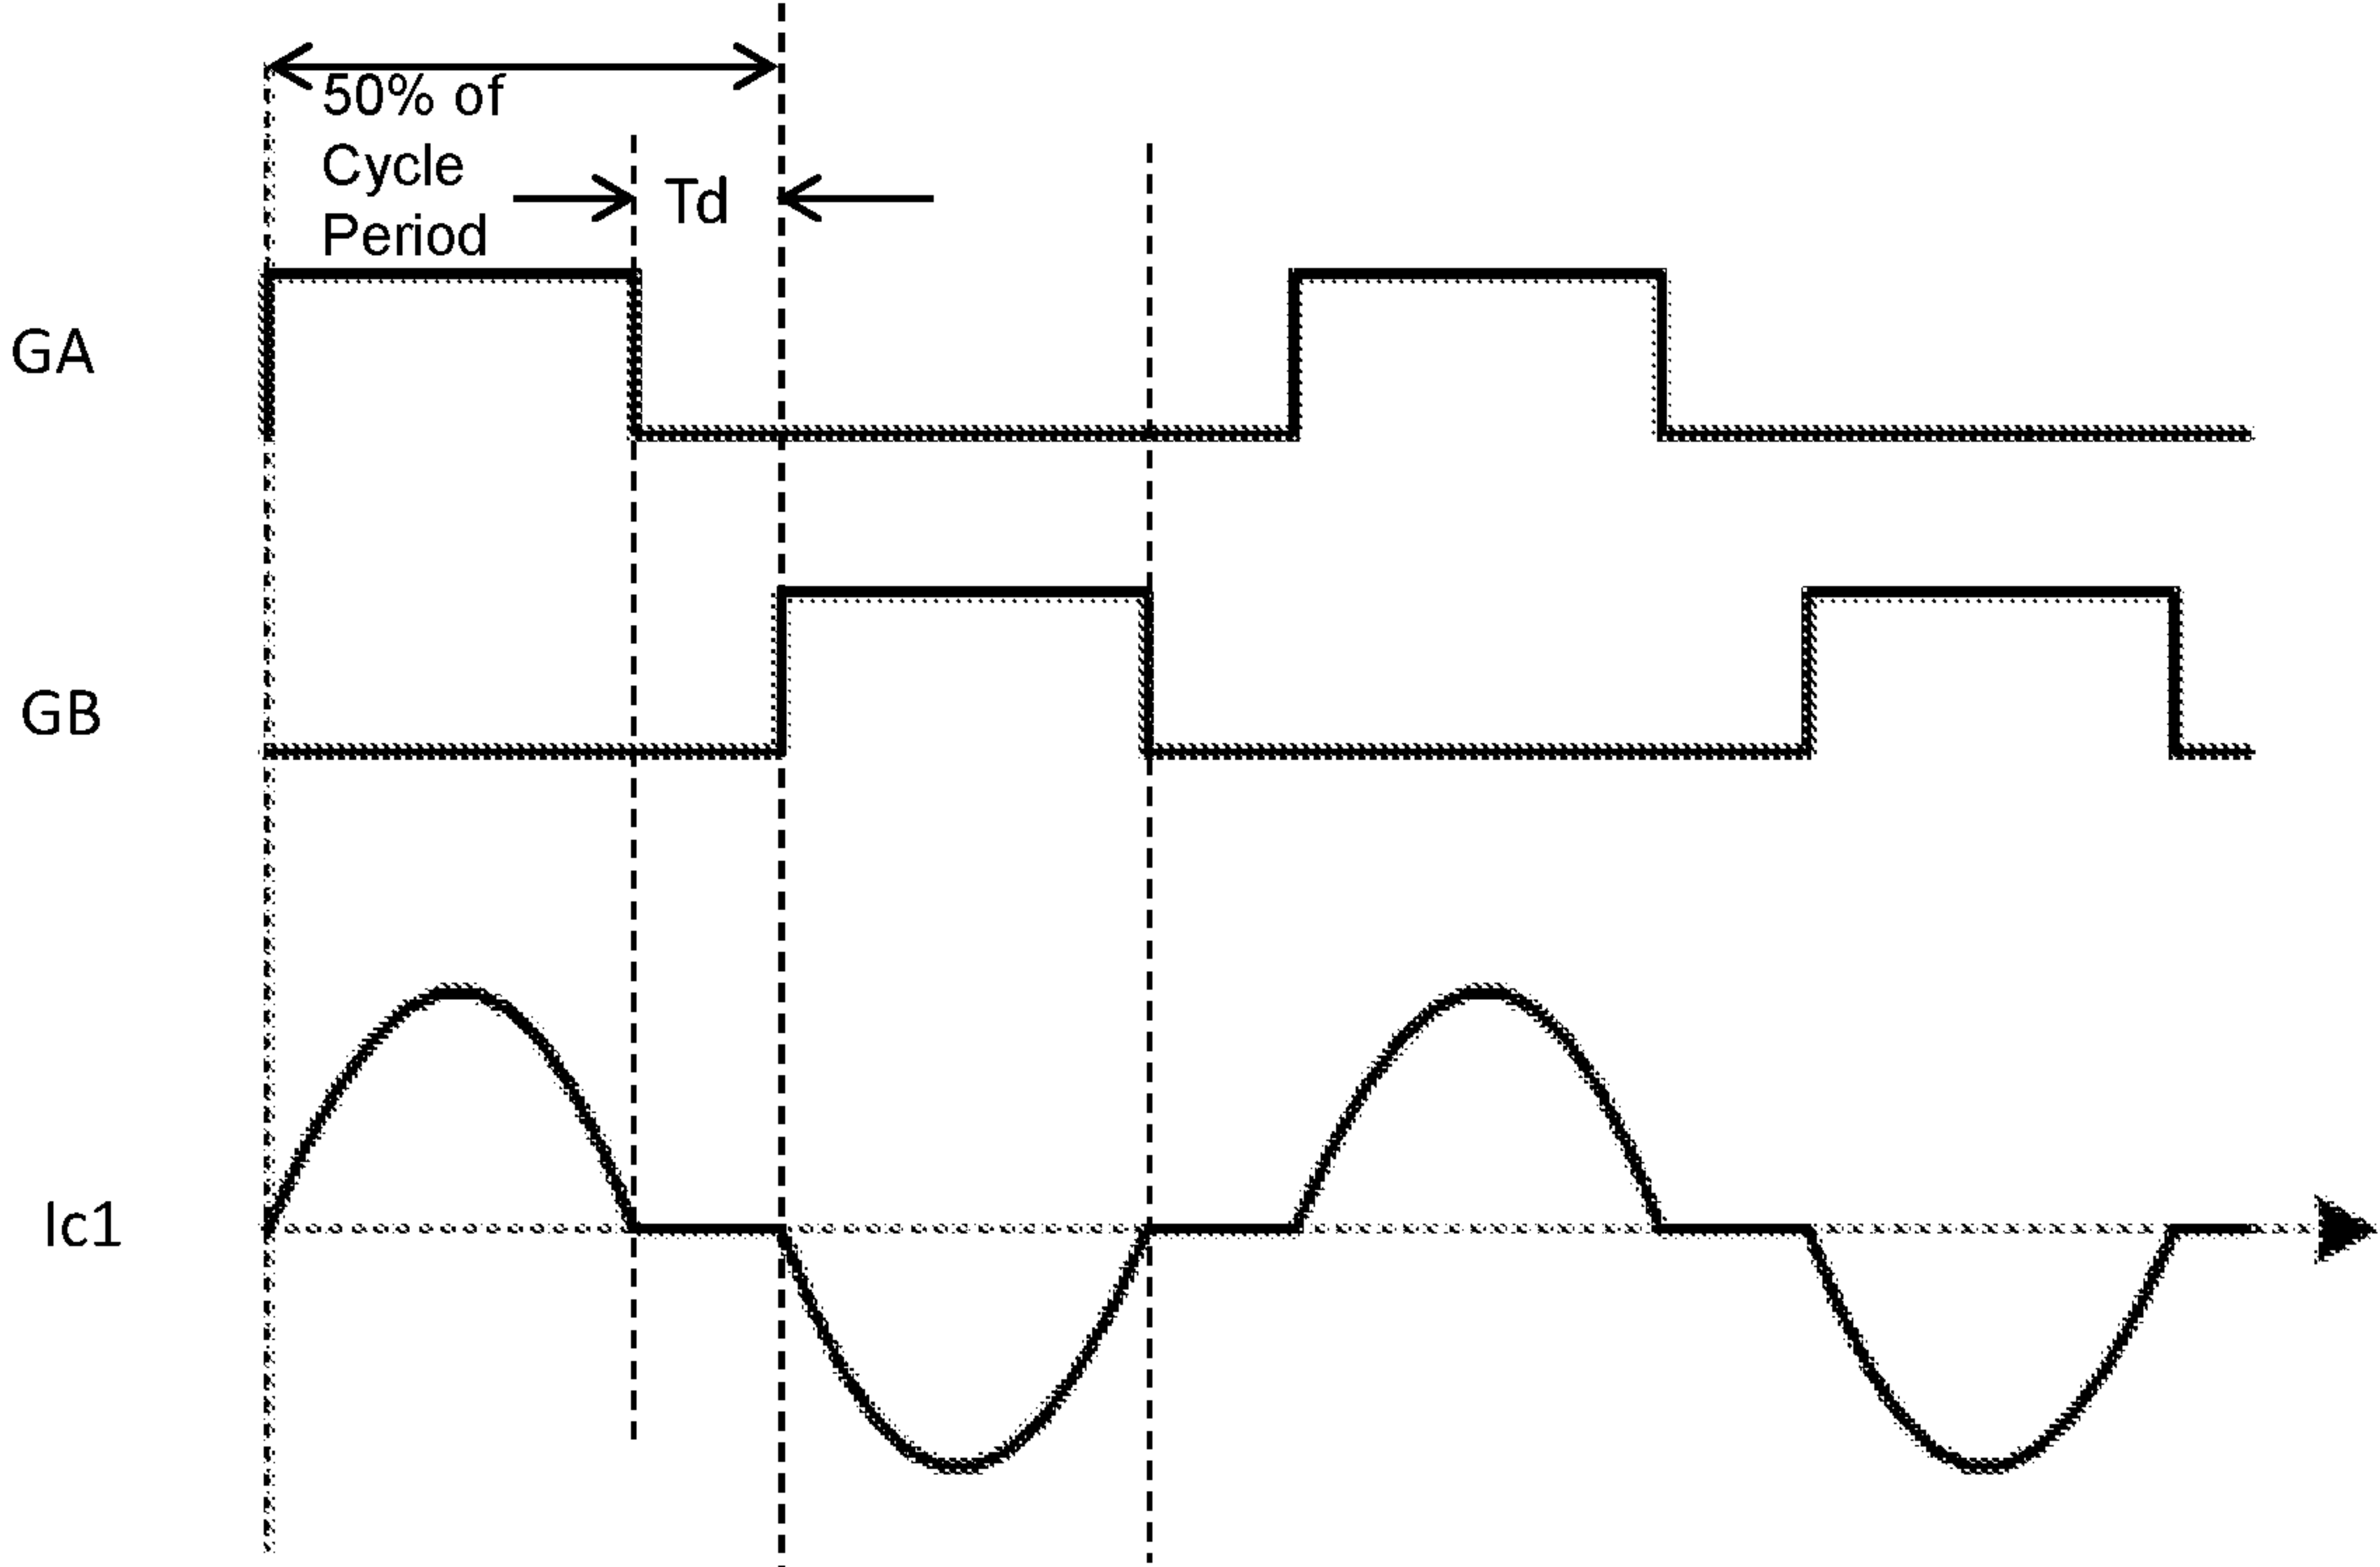 50% of
Cycle
Period
Td
GA
GB
Ic1